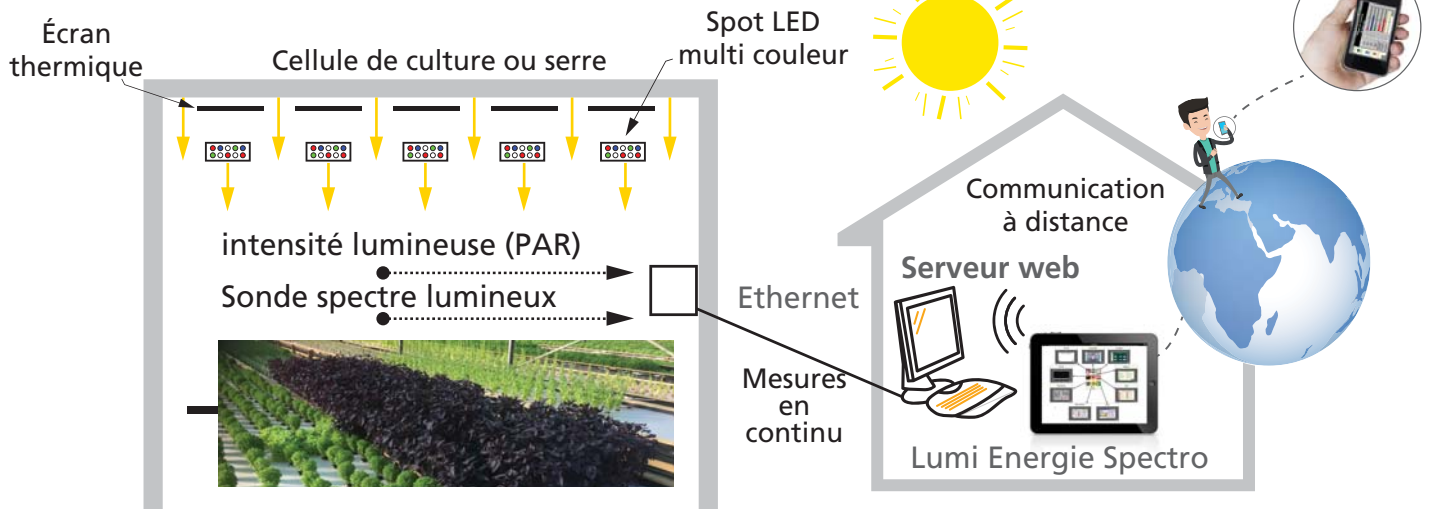 Écran
thermique
Cellule de culture ou serre
Spot LED
multi couleur
intensité lumineuse (PAR)
Sonde spectre lumineux
Ethernet
Mesures
en
continu
Communication
à distance
Serveur web
Lumi Energie Spectro